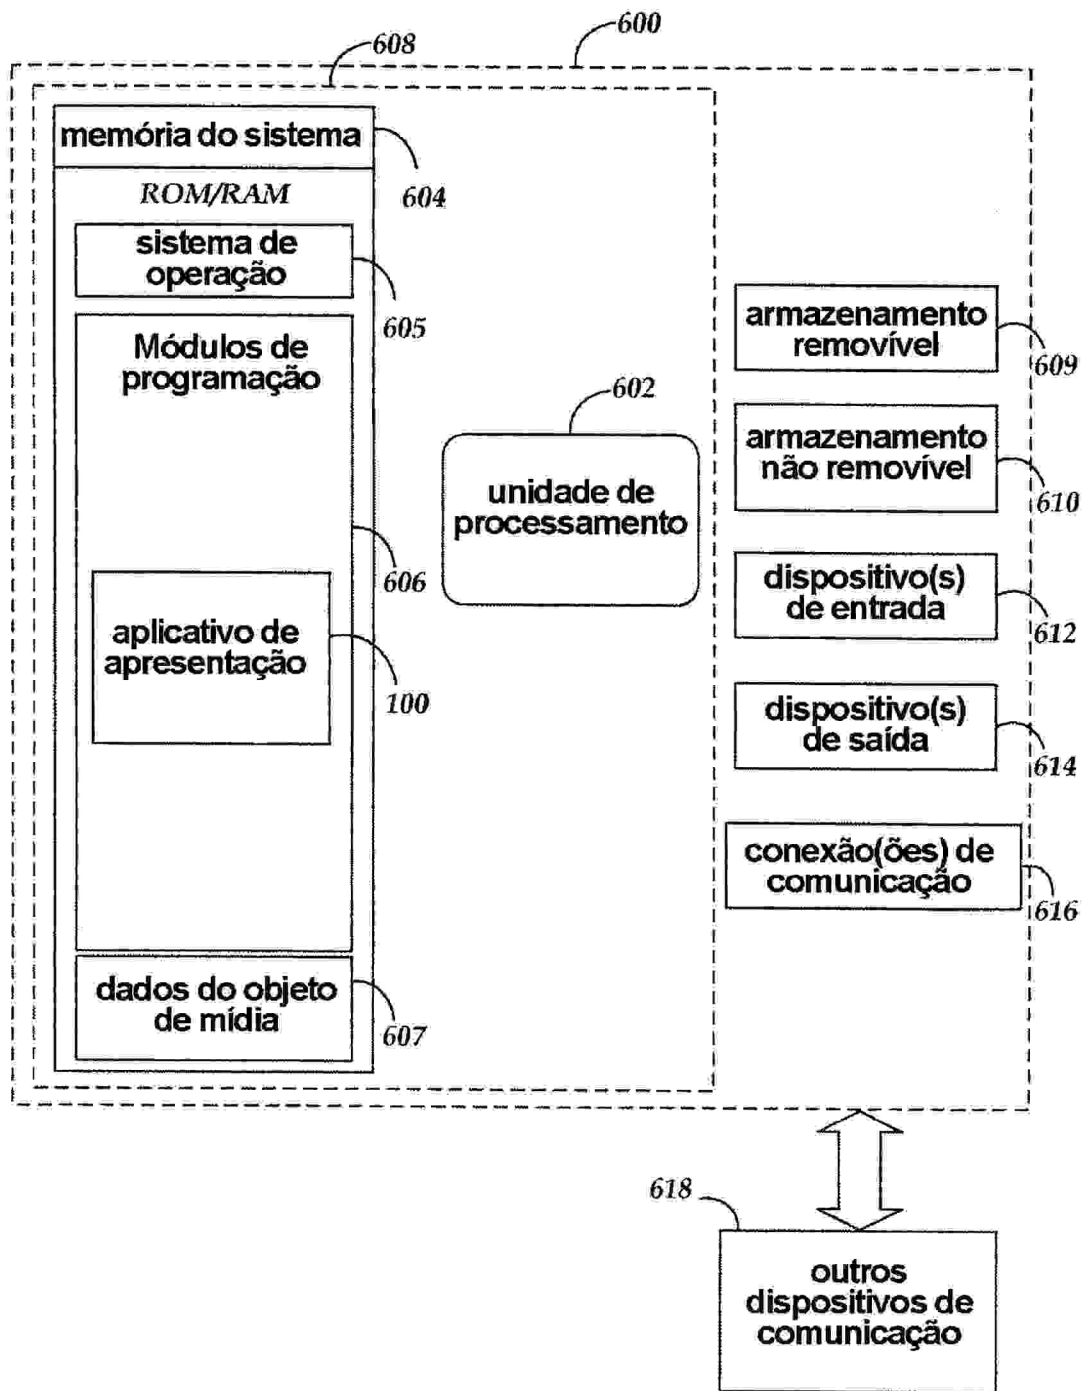 600
608
memória do sistema
604
ROM/RAM
sistema de
operação
605
Módulos de
programação
606
aplicativo de
apresentação
100
dados do objeto
de mídia
607
602
unidade de
processamento
armazenamento
removível
609
armazenamento
não removível
610
dispositivo(s)
de entrada
612
dispositivo(s)
de saída
614
conexão(ões) de
comunicação
616
618
outros
dispositivos de
comunicação